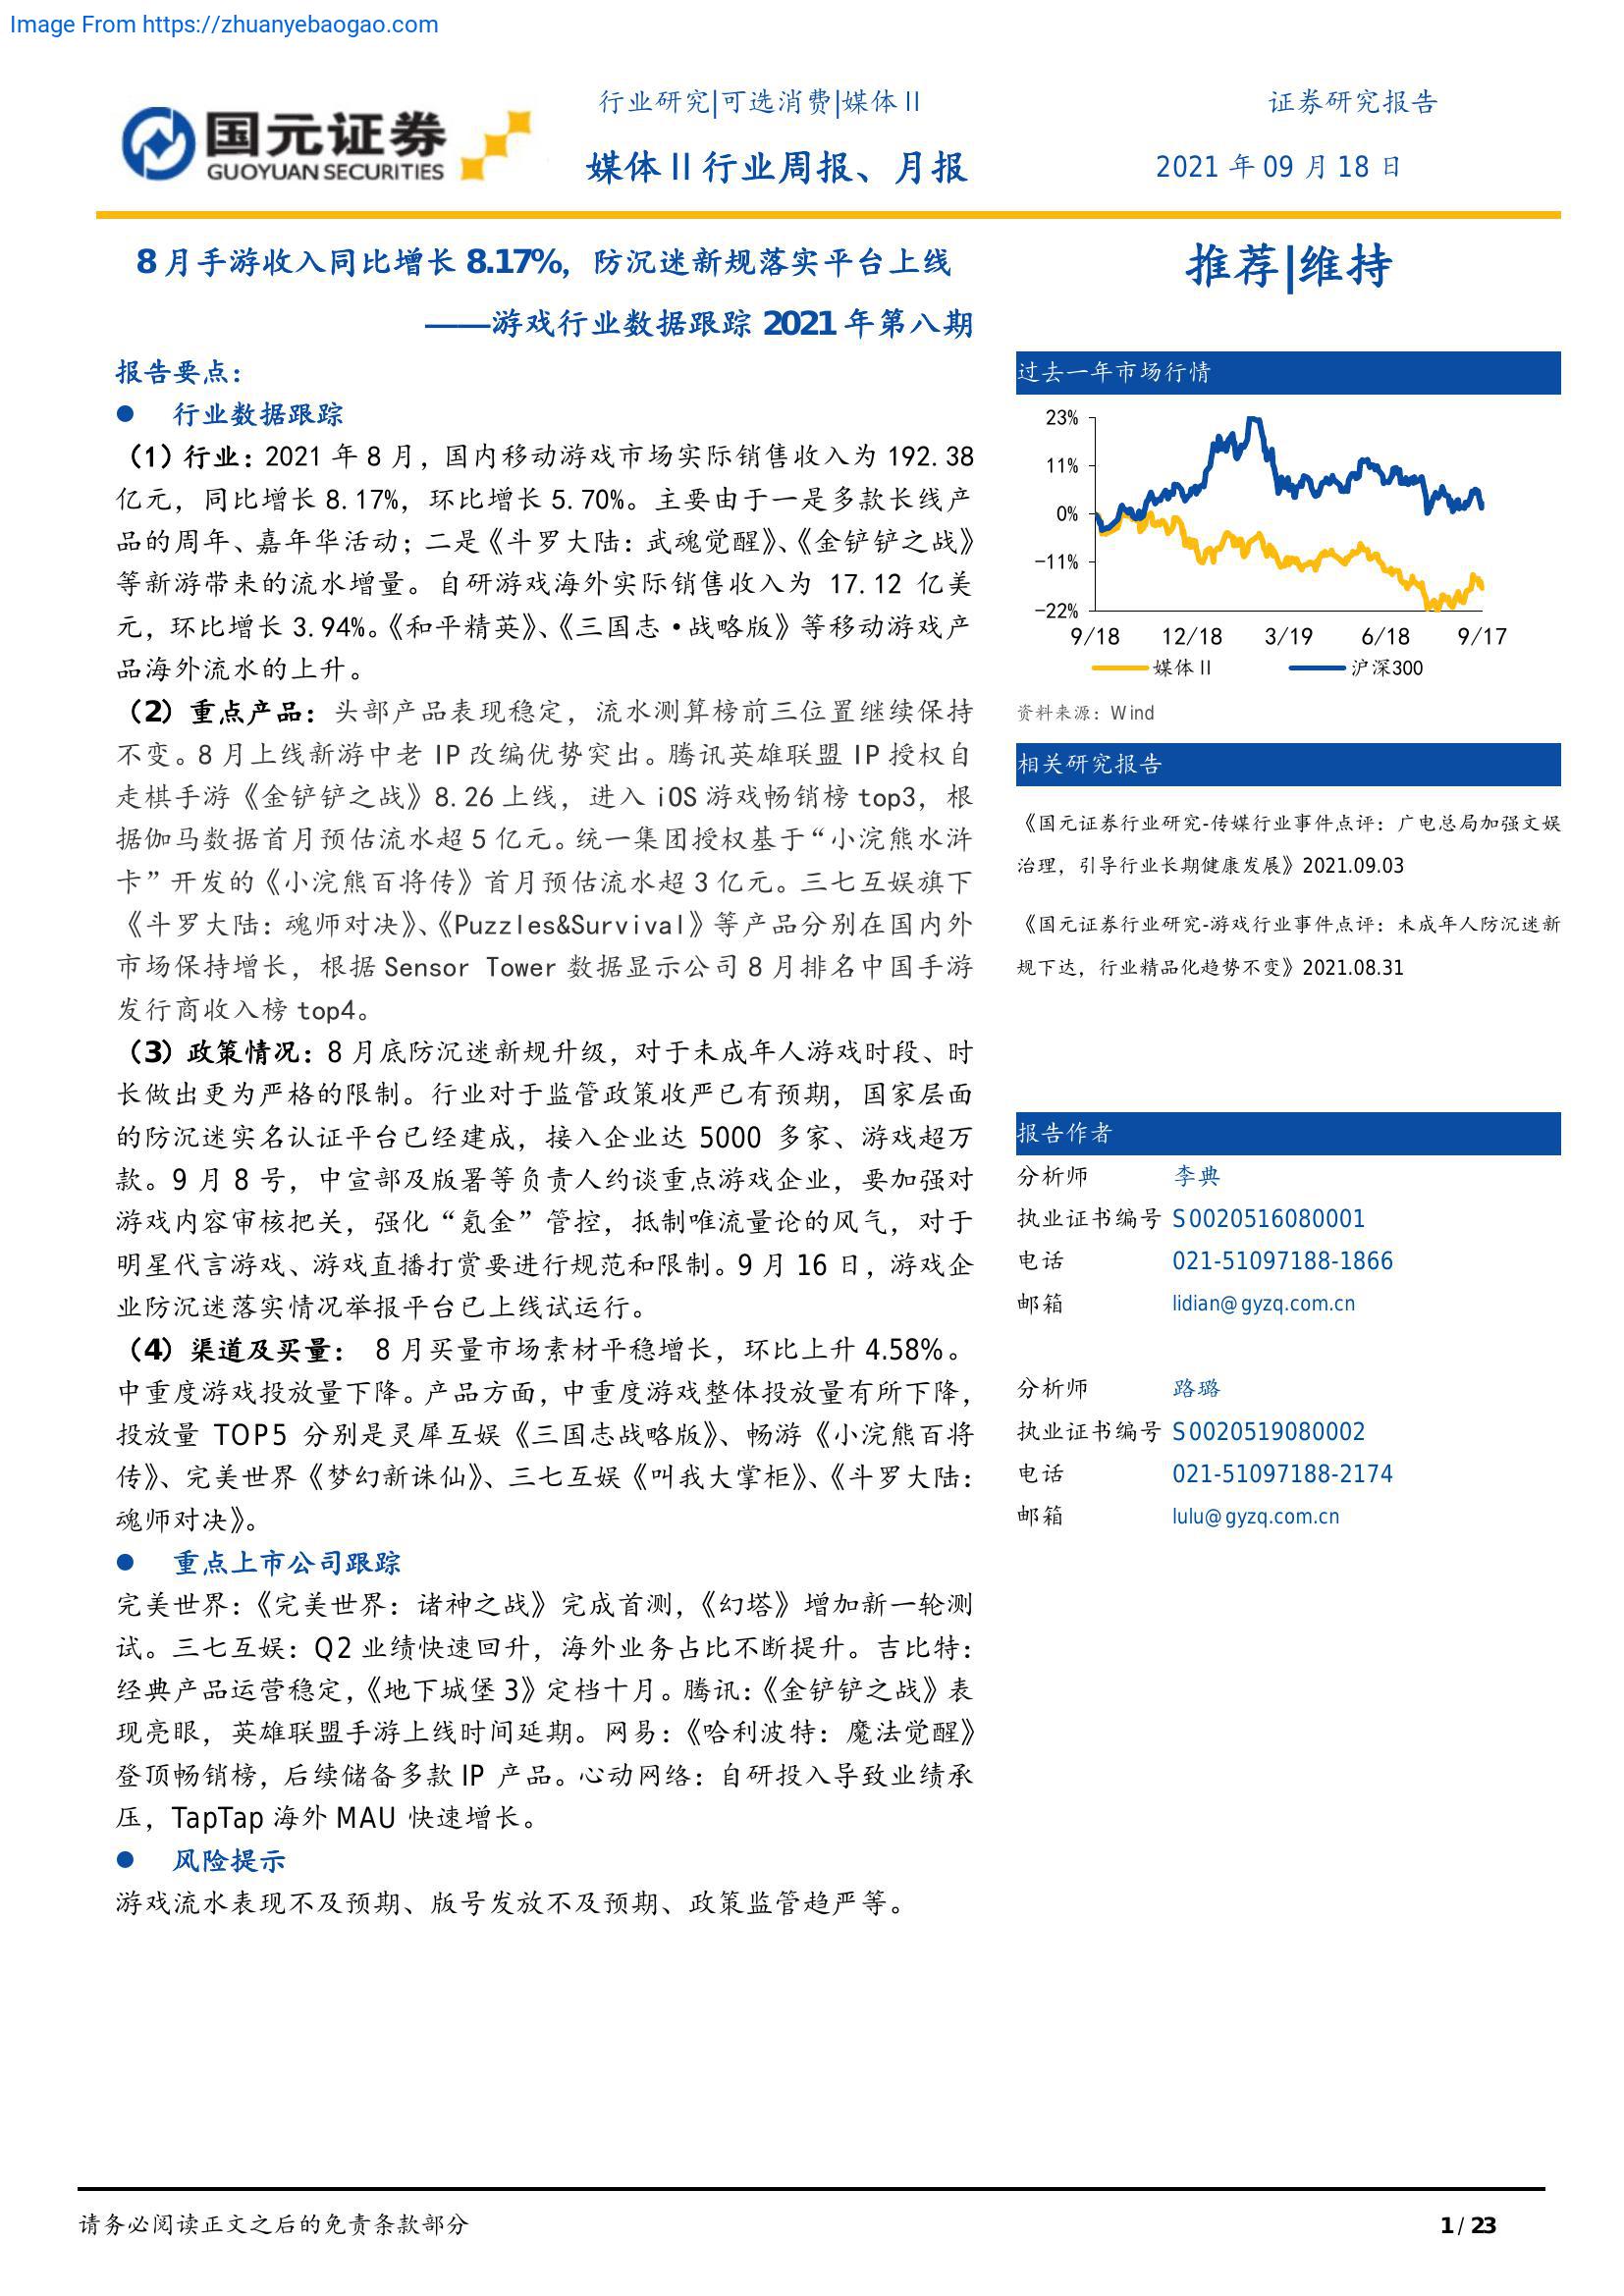 Image From https://zhuanyebaogao.com
国元证券
GUOYUAN SECURITIES
行业研究|可选消费|媒体Ⅱ
证券研究报告
媒体Ⅱ行业周报、月报
2021 年 09 月 18 日
8 月手游收入同比增长 8.17%，防沉迷新规落实平台上线
——游戏行业数据跟踪 2021 年第八期
报告要点：
● 行业数据跟踪
（1）行业：2021 年 8 月，国内移动游戏市场实际销售收入为 192.38
亿元，同比增长 8.17%，环比增长 5.70%。主要由于一是多款长线产
品的周年、嘉年华活动；二是《斗罗大陆：武魂觉醒》、《金铲铲之战》
等新游带来的流水增量。自研游戏海外实际销售收入为 17.12 亿美
元，环比增长 3.94%。《和平精英》、《三国志·战略版》等移动游戏产
品海外流水的上升。
（2）重点产品：头部产品表现稳定，流水测算榜前三位置继续保持
不变。8 月上线新游中老 IP 改编优势突出。腾讯英雄联盟 IP 授权自
走棋手游《金铲铲之战》8.26 上线，进入 iOS 游戏畅销榜 top3，根
据伽马数据首月预估流水超 5 亿元。统一集团授权基于“小浣熊水浒
卡”开发的《小浣熊百将传》首月预估流水超 3 亿元。三七互娱旗下
《斗罗大陆：魂师对决》、《Puzzles&Survival》等产品分别在国内外
市场保持增长，根据 Sensor Tower 数据显示公司 8 月排名中国手游
发行商收入榜 top4。
（3）政策情况：8 月底防沉迷新规升级，对于未成年人游戏时段、时
长做出更为严格的限制。行业对于监管政策收严已有预期，国家层面
的防沉迷实名认证平台已经建成，接入企业达 5000 多家、游戏超万
款。9 月 8 号，中宣部及版署等负责人约谈重点游戏企业，要加强对
游戏内容审核把关，强化“氪金”管控，抵制唯流量论的风气，对于
明星代言游戏、游戏直播打赏要进行规范和限制。9 月 16 日，游戏企
业防沉迷落实情况举报平台已上线试运行。
（4）渠道及买量： 8 月买量市场素材平稳增长，环比上升 4.58%。
中重度游戏投放量下降。产品方面，中重度游戏整体投放量有所下降，
投放量 TOP5 分别是灵犀互娱《三国志战略版》、畅游《小浣熊百将
传》、完美世界《梦幻新诛仙》、三七互娱《叫我大掌柜》、《斗罗大陆：
魂师对决》。
● 重点上市公司跟踪
完美世界：《完美世界：诸神之战》完成首测，《幻塔》增加新一轮测
试。三七互娱：Q2 业绩快速回升，海外业务占比不断提升。吉比特：
经典产品运营稳定，《地下城堡 3》定档十月。腾讯：《金铲铲之战》表
现亮眼，英雄联盟手游上线时间延期。网易：《哈利波特：魔法觉醒》
登顶畅销榜，后续储备多款 IP 产品。心动网络：自研投入导致业绩承
压，TapTap 海外 MAU 快速增长。
● 风险提示
游戏流水表现不及预期、版号发放不及预期、政策监管趋严等。
推荐|维持
过去一年市场行情
23%
11%
0%
-11%
-22%
9/18 12/18 3/19 6/18 9/17
媒体Ⅱ 沪深300
资料来源：Wind
相关研究报告
《国元证券行业研究-传媒行业事件点评：广电总局加强文娱
治理，引导行业长期健康发展》2021.09.03
《国元证券行业研究-游戏行业事件点评：未成年人防沉迷新
规下达，行业精品化趋势不变》2021.08.31
报告作者
分析师 李典
执业证书编号 S0020516080001
电话 021-51097188-1866
邮箱 lidian@gyzq.com.cn
分析师 路璐
执业证书编号 S0020519080002
电话 021-51097188-2174
邮箱 lulu@gyzq.com.cn
请务必阅读正文之后的免责条款部分
1 / 23